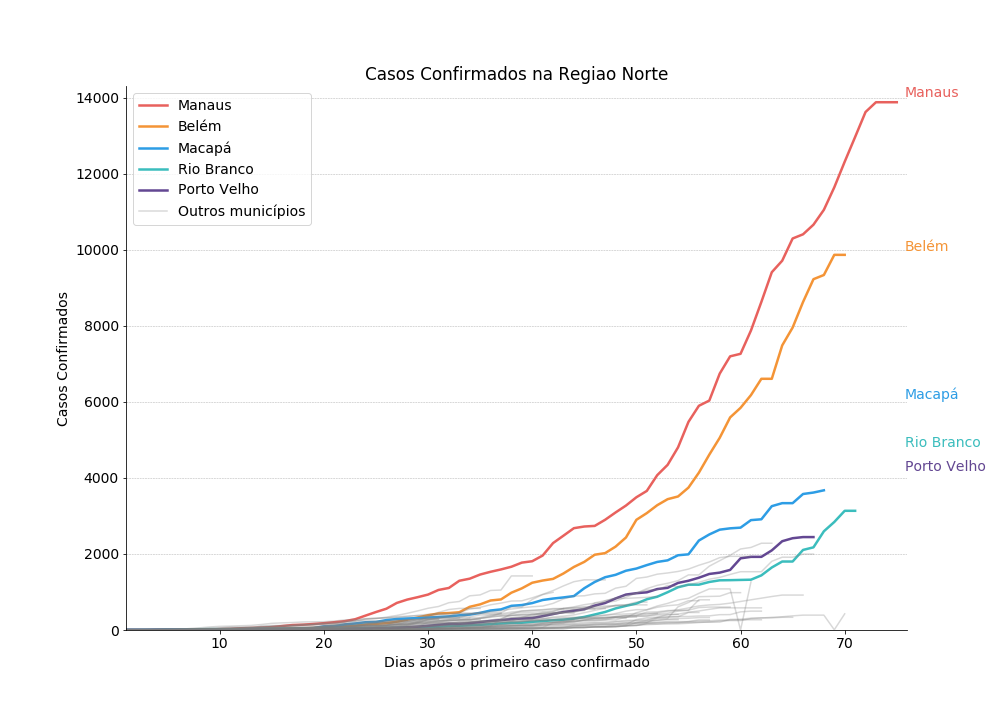 Casos Confirmados na Regiao Norte
Manaus
Belém
Macapá
Rio Branco
Porto Velho
Outros municípios
14000
12000
10000
8000
6000
4000
2000
0
Casos Confirmados
10
20
30
40
50
60
70
Dias após o primeiro caso confirmado
Manaus
Belém
Macapá
Rio Branco
Porto Velho